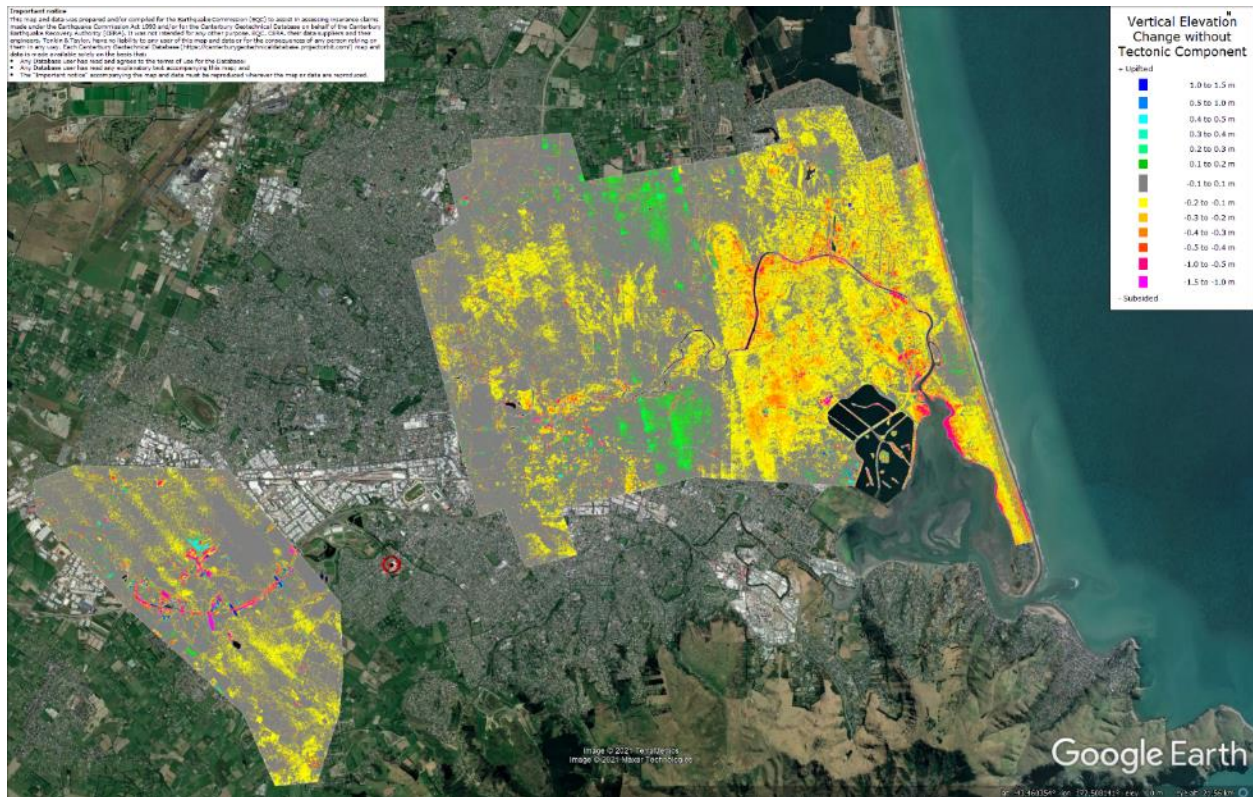 Important notice
This map and data was prepared and/or compiled for the Earthquake Commission (EQC) to assist in assessing insurance claims
made under the Earthquake Commission Act 1993 and/or for the Canterbury Geotechnical Database on behalf of the Canterbury
Earthquake Recovery Authority (CERA). It was not intended for any other purpose. EQC, CERA, their data suppliers and their
engineers, Tonkin & Taylor, have no liability to any user of this map and data or for the consequences of any person relying on
them in any way. Each Canterbury Geotechnical Database (https://canterburygeotechnicaldatabase.projectorbit.com/) map and
data is made available solely on the basis that:
• Any Database user has read and agrees to the terms of use for the Database;
• Any Database user has read any explanatory text accompanying this map; and
• The "Important notice" accompanying the map and data must be reproduced wherever the map or data are reproduced.
Vertical Elevation
Change without
Tectonic Component
+ Uplifted
1.0 to 1.5 m
0.5 to 1.0 m
0.4 to 0.5 m
0.3 to 0.4 m
0.2 to 0.3 m
0.1 to 0.2 m
-0.1 to 0.1 m
-0.2 to -0.1 m
-0.3 to -0.2 m
-0.4 to -0.3 m
-0.5 to -0.4 m
-1.0 to -0.5 m
-1.5 to -1.0 m
- Subsided
Image © 2021 TerraMetrics
Image © 2021 Maxar Technologies
Google Earth